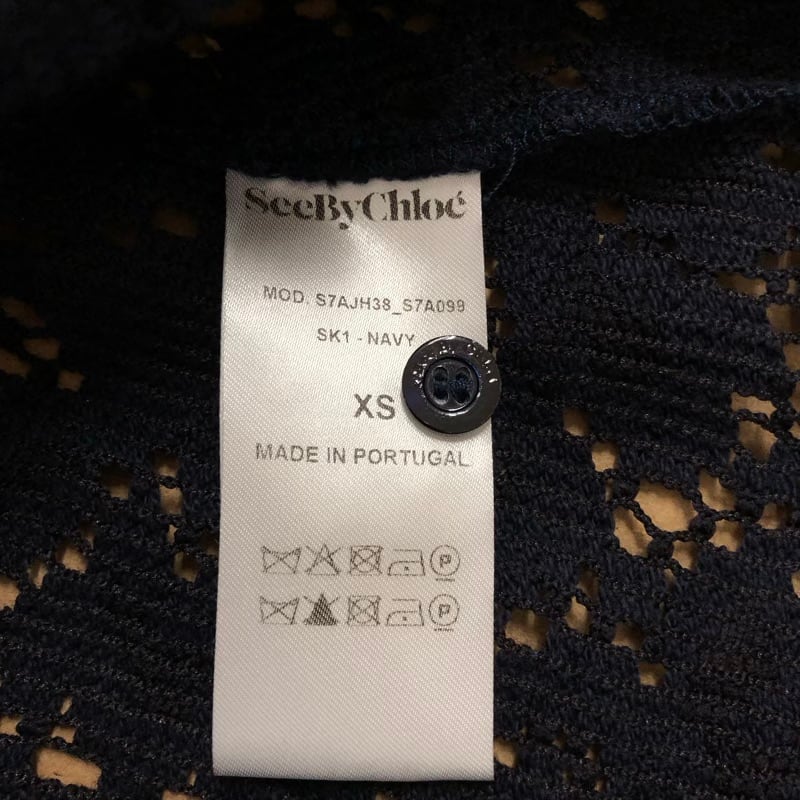 SeeByChloé
MOD. S7AJH38_S7A099
SK1 - NAVY
XS
MADE IN PORTUGAL
P
P